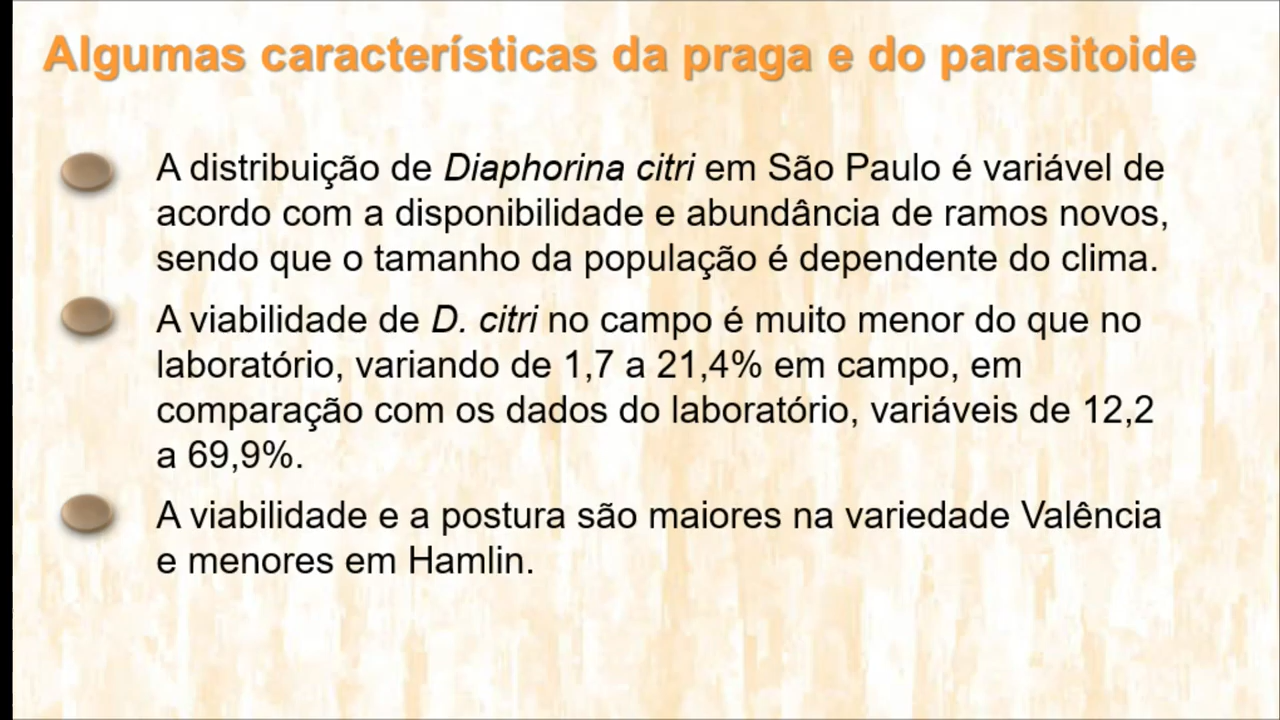 Algumas características da praga e do parasitoide
A distribuição de Diaphorina citri em São Paulo é variável de
acordo com a disponibilidade e abundância de ramos novos,
sendo que o tamanho da população é dependente do clima.
A viabilidade de D. citri no campo é muito menor do que no
laboratório, variando de 1,7 a 21,4% em campo, em
comparação com os dados do laboratório, variáveis de 12,2
a 69,9%.
A viabilidade e a postura são maiores na variedade Valência
e menores em Hamlin.